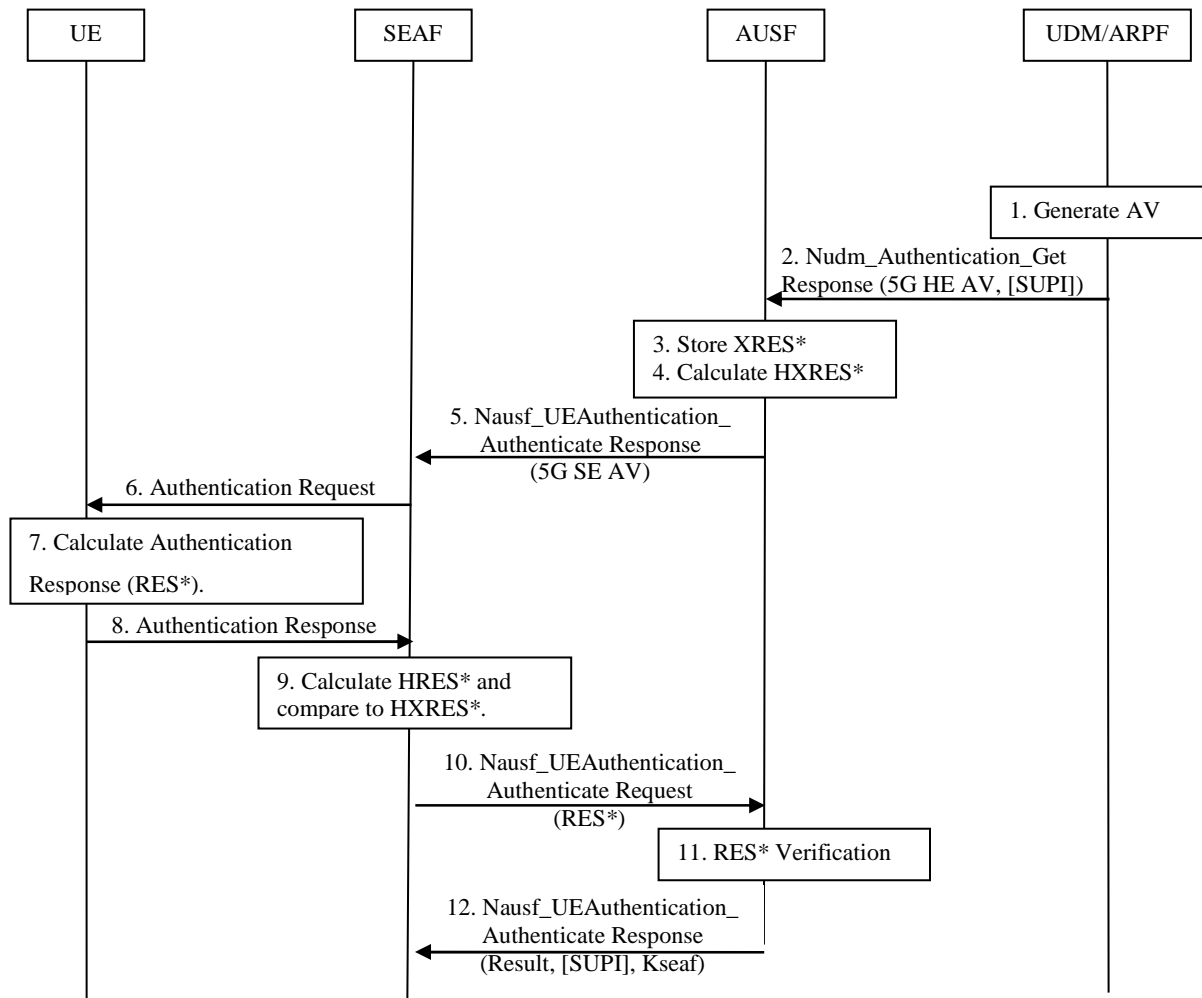 UE
SEAF
AUSF
UDM/ARPF
1. Generate AV
2. Nudm_Authentication_Get
Response (5G HE AV, [SUPI])
3. Store XRES*
4. Calculate HXRES*
5. Nausf_UEAuthentication_
Authenticate Response
(5G SE AV)
6. Authentication Request
7. Calculate Authentication
Response (RES*).
8. Authentication Response
9. Calculate HRES* and
compare to HXRES*.
10. Nausf_UEAuthentication_
Authenticate Request
(RES*)
11. RES* Verification
12. Nausf_UEAuthentication_
Authenticate Response
(Result, [SUPI], Kseaf)